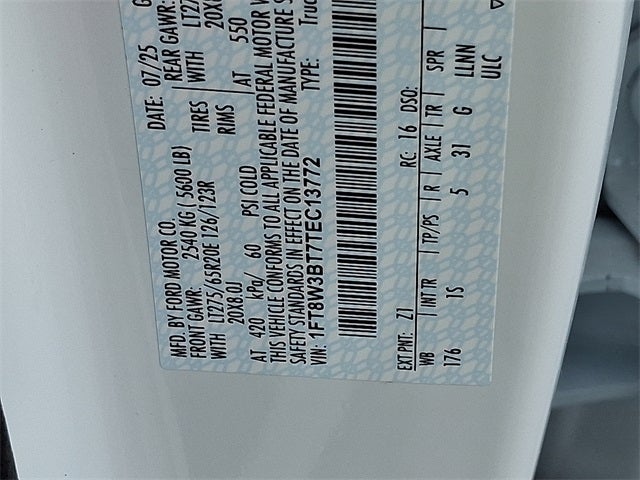 MFD. BY FORD MOTOR CO. DATE: 07/25 G
FRONT GAWR: 2540 KG ( 5600 LB) REAR GAWR:
WITH LT275/65R20E 126/123R TIRES WITH LT27
20X8.0J RIMS 20X
AT 420 kPa/ 60 PSI COLD AT 550
THIS VEHICLE CONFORMS TO ALL APPLICABLE FEDERAL MOTOR V
SAFETY STANDARDS IN EFFECT ON THE DATE OF MANUFACTURE S
VIN: 1FT8W3BT7TEC13772 TYPE: Truc
EXT PNT: Z1 RC: 16 DSO:
WB INT TR TP/PS R AXLE TR SPR
176 1S 5 31 G LLNN
ULC